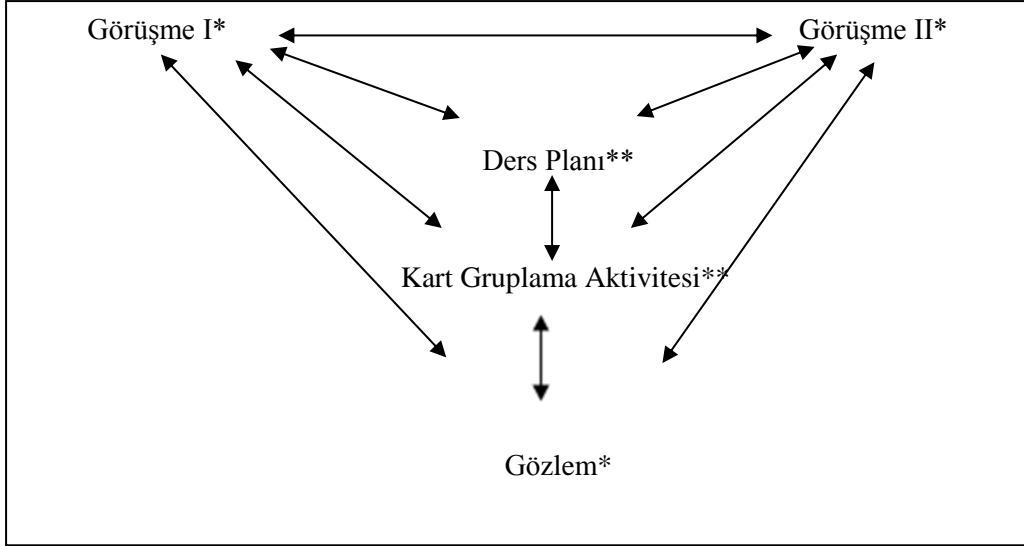 Görüşme I*
Görüşme II*
Ders Planı**
Kart Gruplama Aktivitesi**
Gözlem*